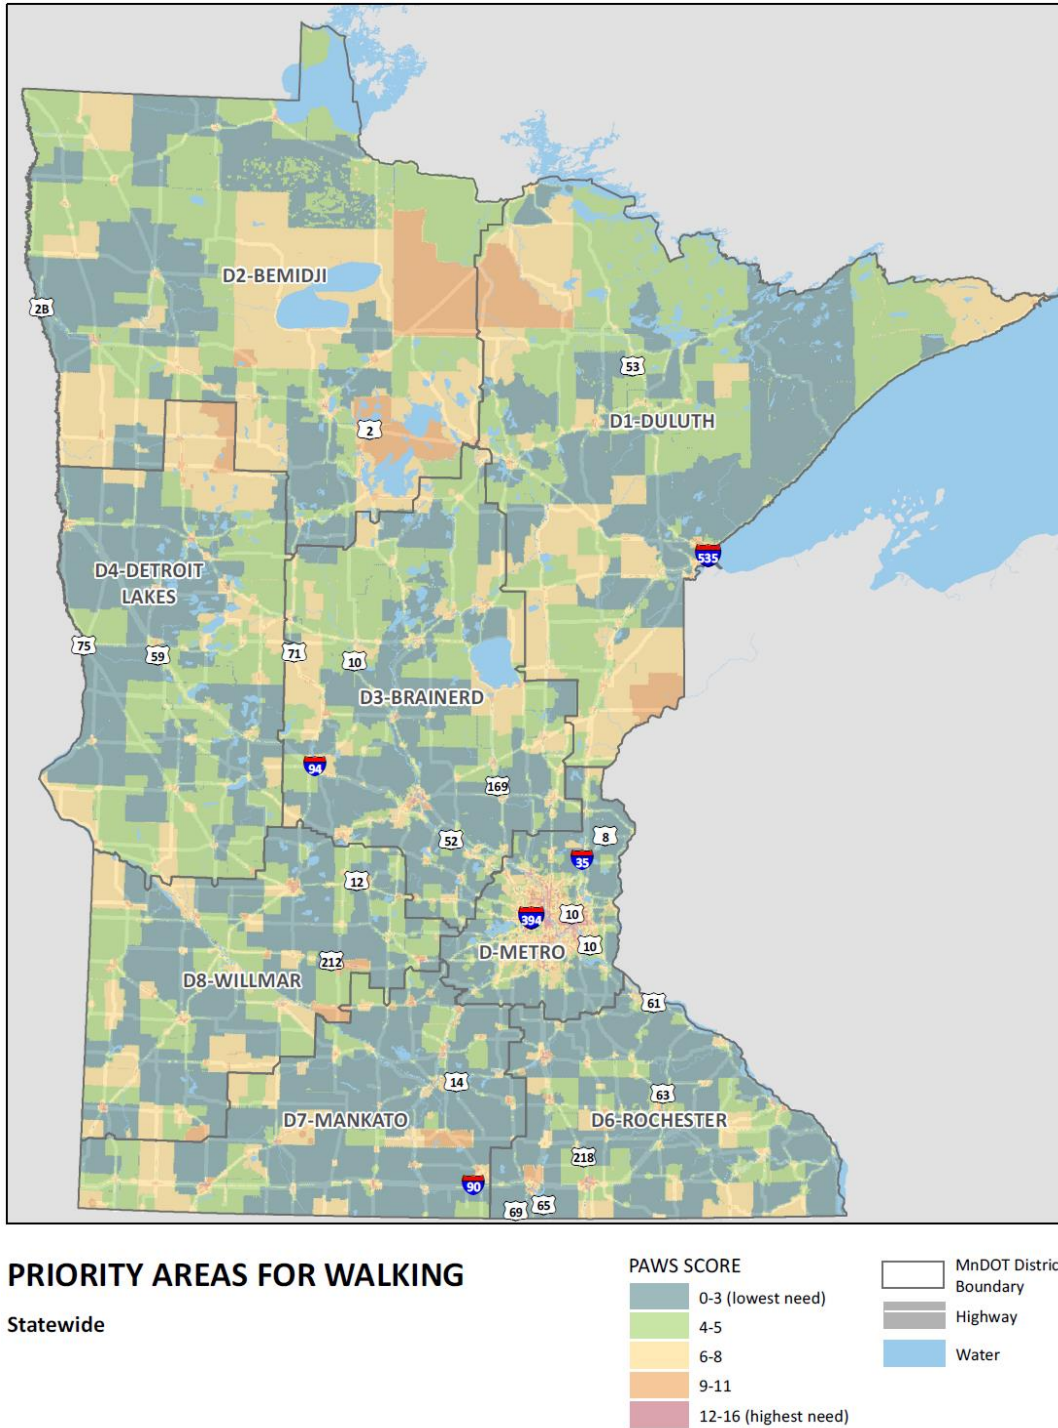 D2-BEMIDJI
2B
53
2
D1-DULUTH
535
D4-DETROIT
LAKES
75
59
71
10
D3-BRAINERD
94
169
52
8
35
12
394
10
10
D-METRO
212
D8-WILLMAR
61
14
63
D7-MANKATO
D6-ROCHESTER
218
90
69
65
PRIORITY AREAS FOR WALKING
Statewide
PAWS SCORE
0-3 (lowest need)
4-5
6-8
9-11
12-16 (highest need)
MnDOT Distric
Boundary
Highway
Water